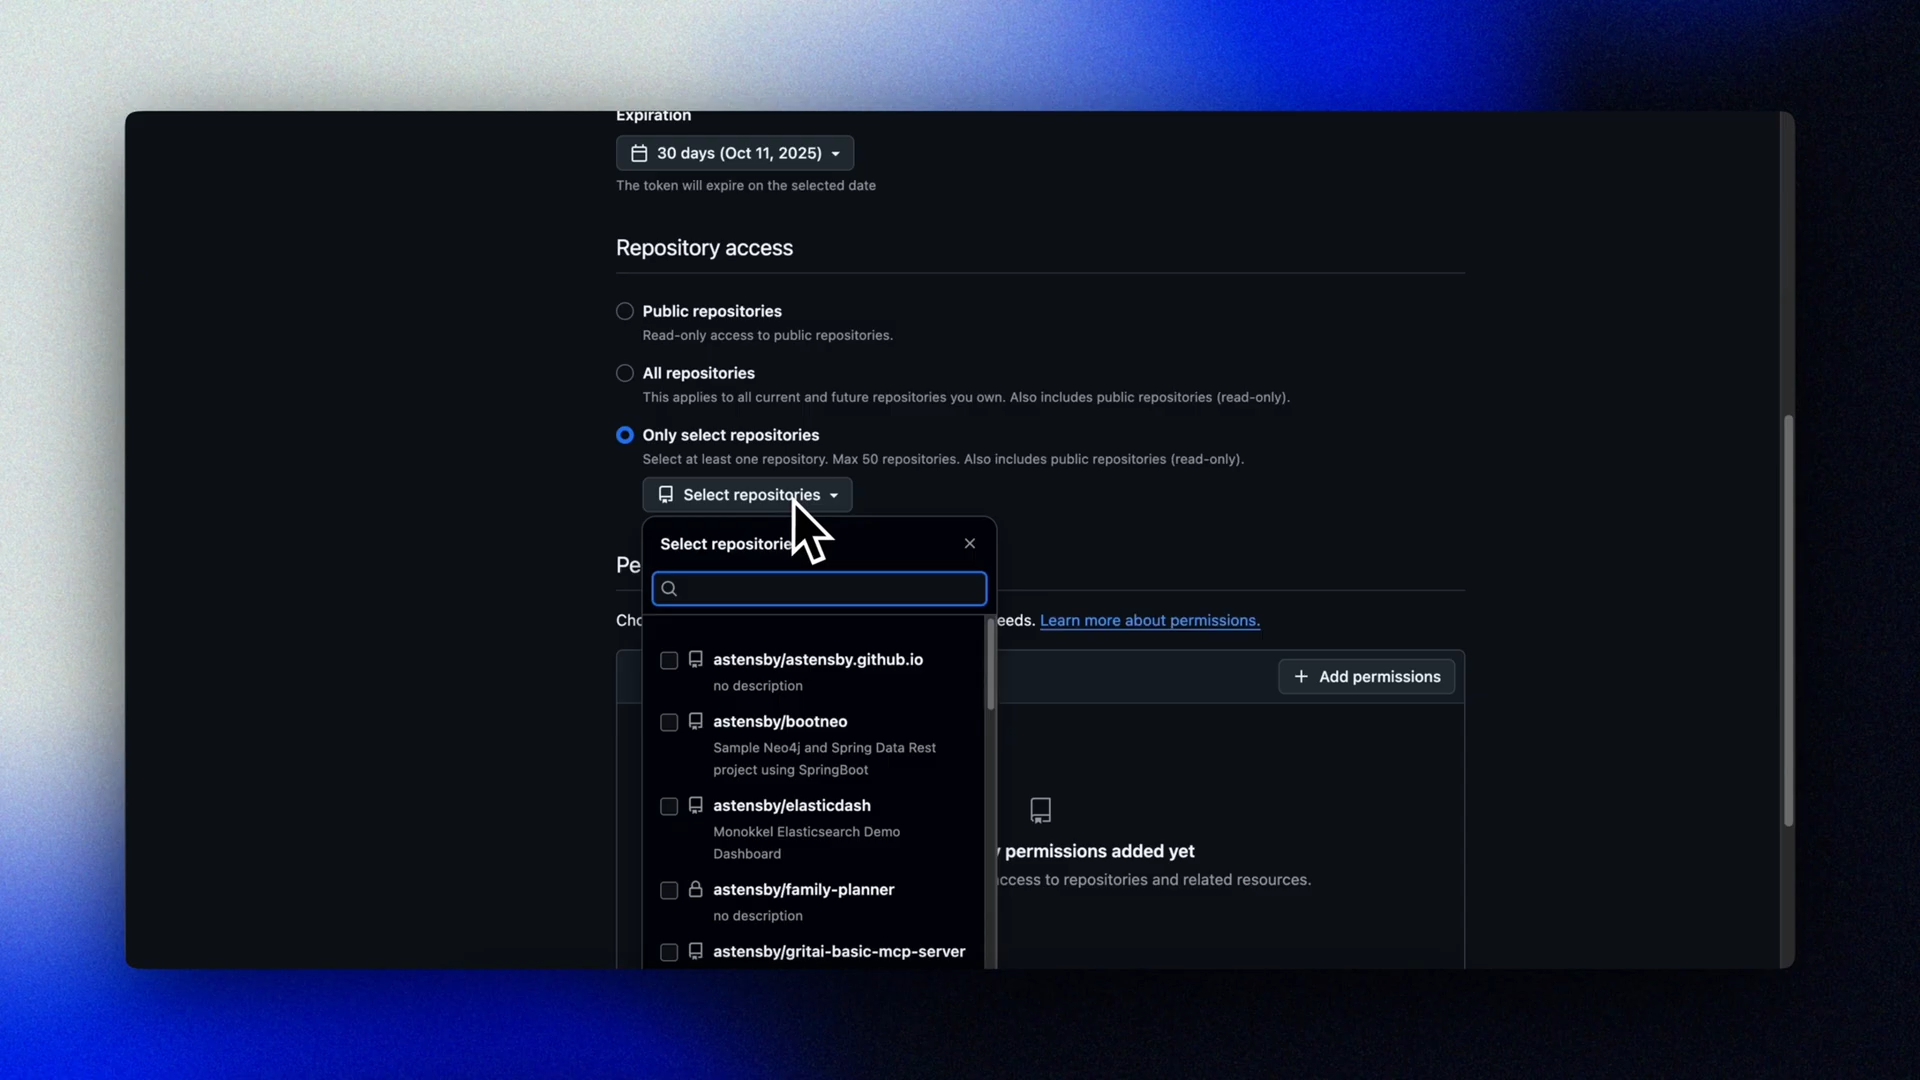 Expiration
30 days (Oct 11, 2025)
The token will expire on the selected date
Repository access
Public repositories
Read-only access to public repositories.
All repositories
This applies to all current and future repositories you own. Also includes public repositories (read-only).
Only select repositories
Select at least one repository. Max 50 repositories. Also includes public repositories (read-only).
Select repositories
Select repositorie
Pe
Cho
eeds. Learn more about permissions.
astensby/astensby.github.io
no description
+ Add permissions
astensby/bootneo
Sample Neo4j and Spring Data Rest
project using SpringBoot
astensby/elasticdash
Monokkel Elasticsearch Demo
Dashboard
permissions added yet
ccess to repositories and related resources.
astensby/family-planner
no description
astensby/gritai-basic-mcp-server